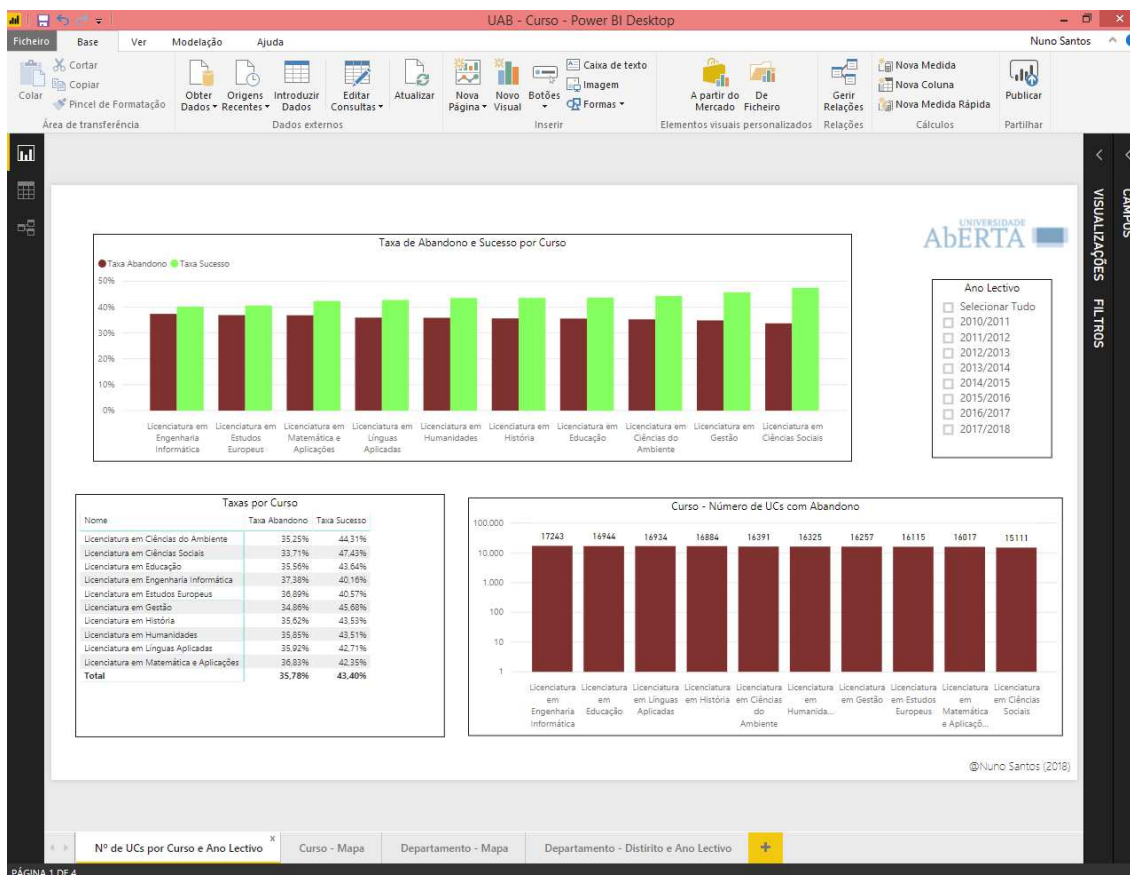 UAB - Curso - Power BI Desktop
Ficheiro Base Ver Modelação Ajuda Nuno Santos
Colar
Cortar
Copiar
Pincel de Formatação
Área de transferência
Obter Dados
Origens Recentes
Introduzir Dados
Editar Consultas
Atualizar
Dados externos
Nova Página
Novo Visual
Botões
Caixa de texto
Imagem
Formas
Inserir
A partir do Mercado
De Ficheiro
Elementos visuais personalizados
Gerir Relações
Relações
Nova Medida
Nova Coluna
Nova Medida Rápida
Cálculos
Publicar
Partilhar
VISUALIZAÇÕES FILTROS
CAMPOS
UNIVERSIDADE
AbERTA
Taxa de Abandono e Sucesso por Curso
Taxa Abandono Taxa Sucesso
50%
40%
30%
20%
10%
0%
Licenciatura em Engenharia Informática
Licenciatura em Estudos Europeus
Licenciatura em Matemática e Aplicações
Licenciatura em Línguas Aplicadas
Licenciatura em Humanidades
Licenciatura em História
Licenciatura em Educação
Licenciatura em Ciências do Ambiente
Licenciatura em Gestão
Licenciatura em Ciências Sociais
Ano Lectivo
Selecionar Tudo
2010/2011
2011/2012
2012/2013
2013/2014
2014/2015
2015/2016
2016/2017
2017/2018
Taxas por Curso
Nome Taxa Abandono Taxa Sucesso
Licenciatura em Ciências do Ambiente 35,25% 44,31%
Licenciatura em Ciências Sociais 33,71% 47,43%
Licenciatura em Educação 35,56% 43,64%
Licenciatura em Engenharia Informática 37,38% 40,16%
Licenciatura em Estudos Europeus 36,89% 40,57%
Licenciatura em Gestão 34,86% 45,68%
Licenciatura em História 35,62% 43,53%
Licenciatura em Humanidades 35,85% 43,51%
Licenciatura em Línguas Aplicadas 35,92% 42,71%
Licenciatura em Matemática e Aplicações 36,83% 42,35%
Total 35,78% 43,40%
Curso - Número de UCs com Abandono
100.000
10.000
1.000
100
10
1
17243 16944 16934 16884 16391 16325 16257 16115 16017 15111
Licenciatura em Engenharia Informática
Licenciatura em Educação
Licenciatura em Línguas Aplicadas
Licenciatura em História
Licenciatura em Ciências do Ambiente
Licenciatura em Humanida...
Licenciatura em Gestão
Licenciatura em Estudos Europeus
Licenciatura em Matemática e Aplicaçõ...
Licenciatura em Ciências Sociais
@Nuno Santos (2018)
Nº de UCs por Curso e Ano Lectivo x
Curso - Mapa
Departamento - Mapa
Departamento - Distirito e Ano Lectivo
+
PÁGINA 1 DE 4